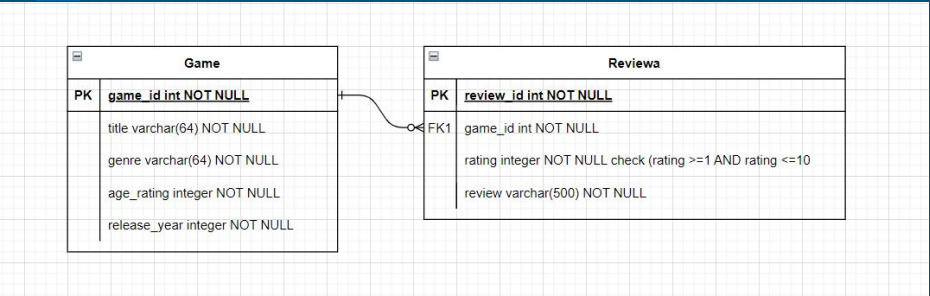 Game
PK game_id int NOT NULL
title varchar(64) NOT NULL
genre varchar(64) NOT NULL
age_rating integer NOT NULL
release_year integer NOT NULL
Reviewa
PK review_id int NOT NULL
FK1 game_id int NOT NULL
rating integer NOT NULL check (rating >=1 AND rating <=10
review varchar(500) NOT NULL